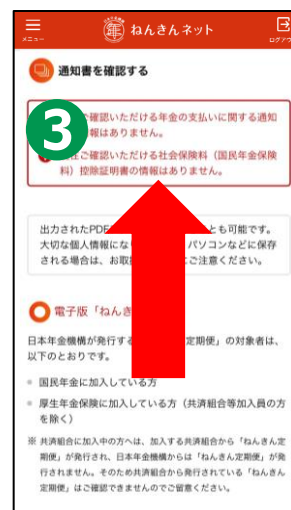 メニュー
ねんきんネット
ログアウ
通知書を確認する
3
ご確認いただける年金の支払いに関する通知
報はありません。
ご確認いただける社会保険料（国民年金保険
料）控除証明書の情報はありません。
出力されたPDF とも可能です。
大切な個人情報にな パソコンなどに保存
される場合は、お取 ご注意ください。
電子版「ねんき
日本年金機構が発行する 定期便」の対象者は、
以下のとおりです。
国民年金に加入している方
厚生年金保険に加入している方（共済組合等加入員の方
を除く）
※ 共済組合に加入中の方へは、加入する共済組合から「ねんきん定
期便」が発行され、日本年金機構からは「ねんきん定期便」が発
行されません。そのため共済組合から発行されている「ねんきん
定期便」はご確認できませんのでご留意ください。